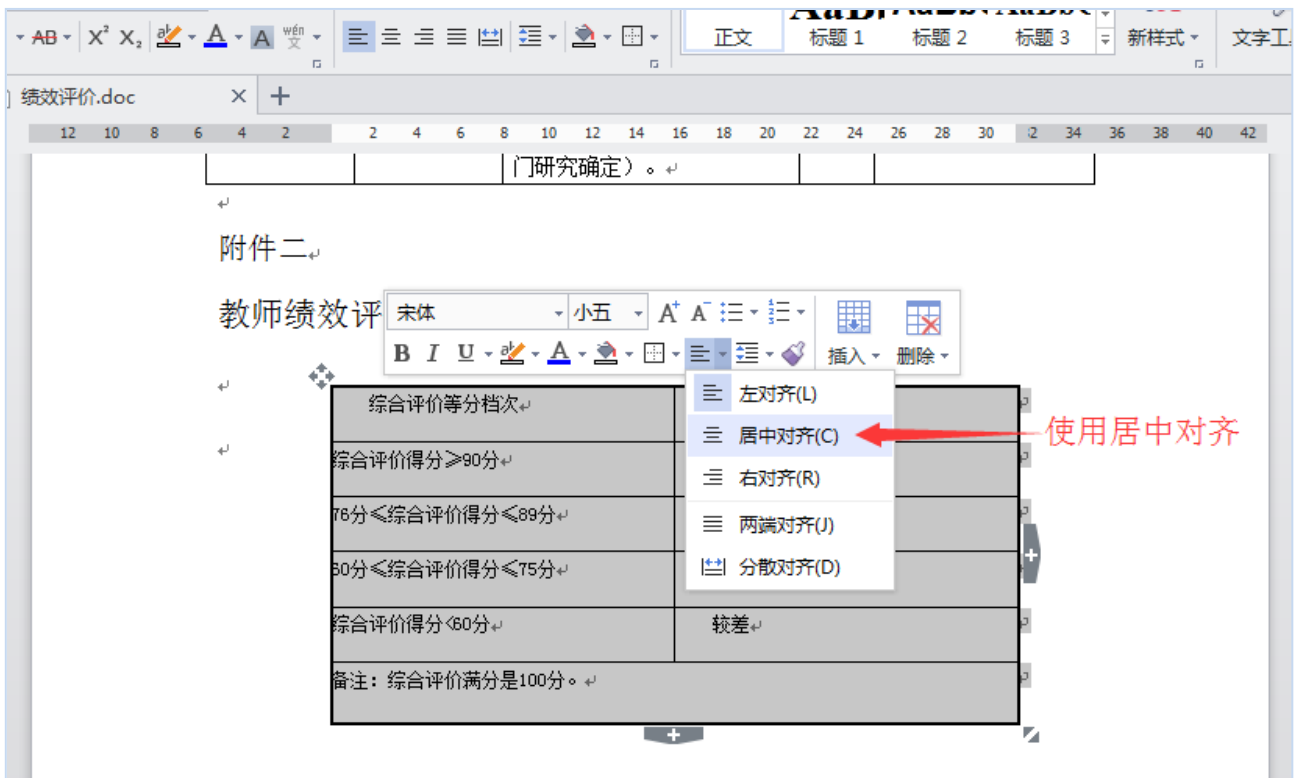 AB X² X₂ ab A A wén 文 正文 标题 1 标题 2 标题 3 新样式 文字工
绩效评价.doc × +
12 10 8 6 4 2 2 4 6 8 10 12 14 16 18 20 22 24 26 28 30 32 34 36 38 40 42
门研究确定）。
附件二
教师绩效评
宋体 小五 A⁺ A⁻
B I U ab A 插入 删除
左对齐(L)
居中对齐(C)
右对齐(R)
两端对齐(J)
分散对齐(D)
使用居中对齐
综合评价等分档次
综合评价得分≥90分
76分≤综合评价得分≤89分
60分≤综合评价得分≤75分
综合评价得分<60分 较差
备注：综合评价满分是100分。